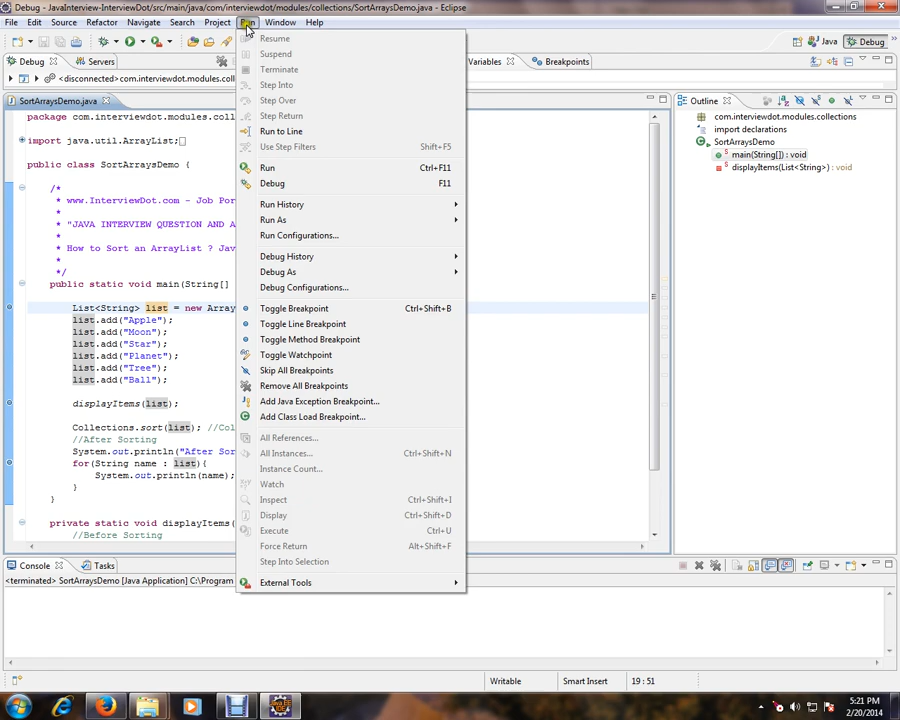 Debug - JavaInterview-InterviewDot/src/main/java/com/interviewdot/modules/collections/SortArraysDemo.java - Eclipse
File Edit Source Refactor Navigate Search Project Run Window Help
Java Debug
Debug Servers
<disconnected> com.interviewdot.modules.co
Resume
Suspend
Terminate
Step Into
Step Over
Step Return
Run to Line
Use Step Filters Shift+F5
Run Ctrl+F11
Debug F11
Run History
Run As
Run Configurations...
Debug History
Debug As
Debug Configurations...
Toggle Breakpoint Ctrl+Shift+B
Toggle Line Breakpoint
Toggle Method Breakpoint
Toggle Watchpoint
Skip All Breakpoints
Remove All Breakpoints
Add Java Exception Breakpoint...
Add Class Load Breakpoint...
All References...
All Instances... Ctrl+Shift+N
Instance Count...
Watch
Inspect Ctrl+Shift+I
Display Ctrl+Shift+D
Execute Ctrl+U
Force Return Alt+Shift+F
Step Into Selection
External Tools
Variables Breakpoints
SortArraysDemo.java
package com.interviewdot.modules.coll
import java.util.ArrayList;
public class SortArraysDemo {
/*
* www.InterviewDot.com - Job Por
*
* "JAVA INTERVIEW QUESTION AND A
*
* How to Sort an ArrayList ? Jav
*
*/
public static void main(String[]
List<String> list = new Array
list.add("Apple");
list.add("Moon");
list.add("Star");
list.add("Planet");
list.add("Tree");
list.add("Ball");
displayItems(list);
Collections.sort(list); //Col
//After Sorting
System.out.println("After Sor
for(String name : list){
System.out.println(name);
}
}
private static void displayItems(
//Before Sorting
Outline
com.interviewdot.modules.collections
import declarations
SortArraysDemo
main(String[]) : void
displayItems(List<String>) : void
Console Tasks
<terminated> SortArraysDemo [Java Application] C:\Program
Writable Smart Insert 19 : 51
5:21 PM
2/20/2014